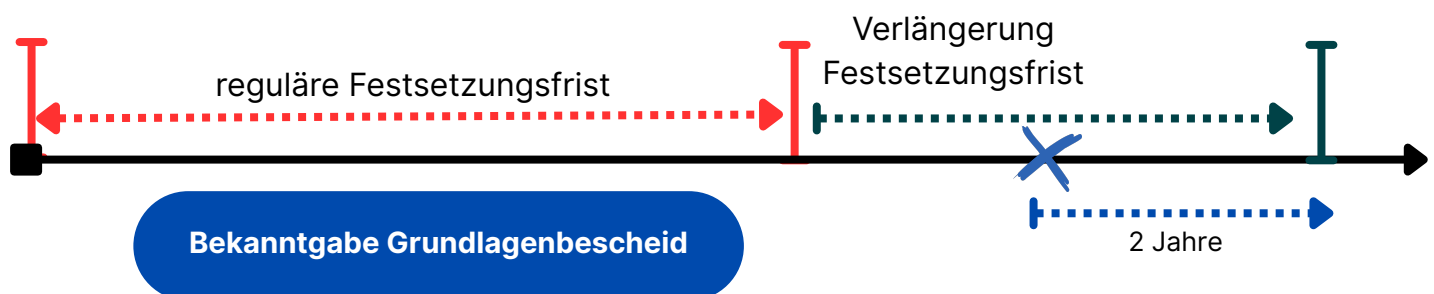 reguläre Festsetzungsfrist
Verlängerung
Festsetzungsfrist
Bekanntgabe Grundlagenbescheid
2 Jahre